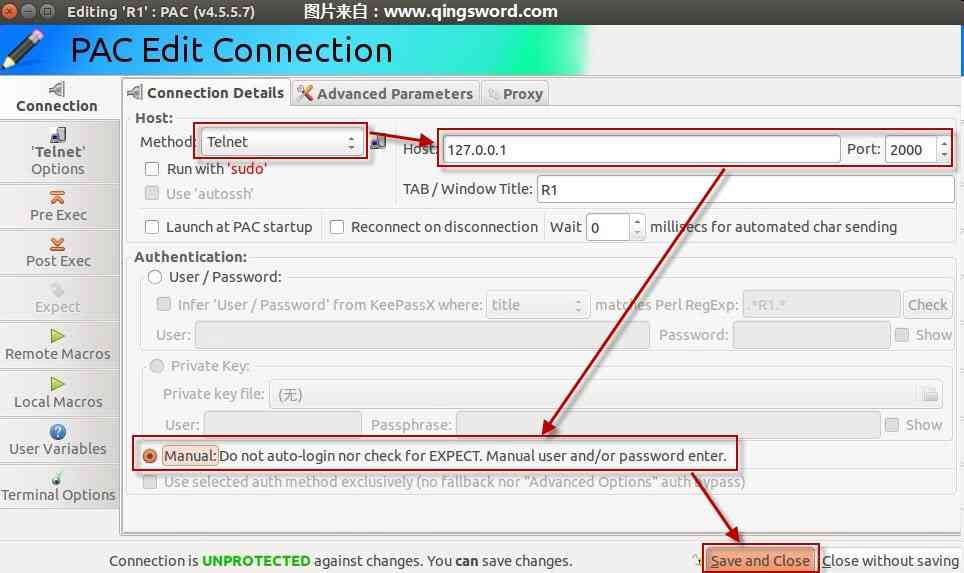 Editing 'R1' : PAC (v4.5.5.7) 图片来自：www.qingsword.com
PAC Edit Connection
Connection
'Telnet'
Options
Pre Exec
Post Exec
Expect
Remote Macros
Local Macros
User Variables
Terminal Options
Connection Details Advanced Parameters Proxy
Host:
Method: Telnet Host: 127.0.0.1 Port: 2000
Run with 'sudo'
Use 'autossh' TAB / Window Title: R1
Launch at PAC startup Reconnect on disconnection Wait 0 millisecs for automated char sending
Authentication:
User / Password:
Infer 'User / Password' from KeePassX where: title matches Perl RegExp: .*R1.* Check
User: Password: Show
Private Key:
Private key file: (无)
User: Passphrase: Show
Manual: Do not auto-login nor check for EXPECT. Manual user and/or password enter.
Use selected auth method exclusively (no fallback nor "Advanced Options" auth bypass)
Connection is UNPROTECTED against changes. You can save changes. Save and Close Close without saving